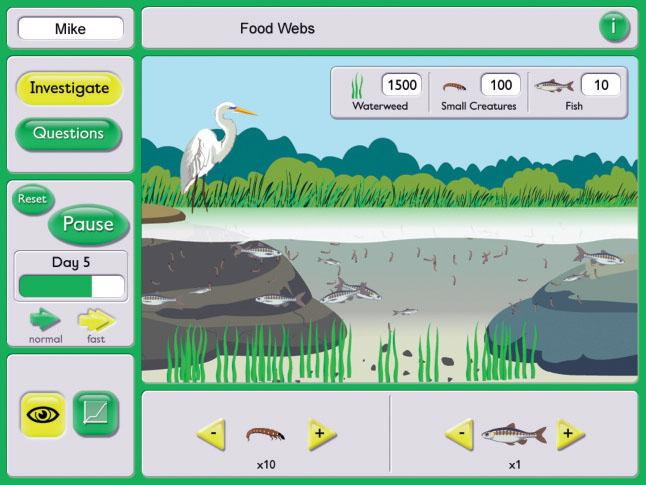 Mike
Food Webs
i
Investigate
Questions
1500
100
10
Waterweed
Small Creatures
Fish
Reset
Pause
Day 5
normal
fast
-
+
-
+
x10
x1